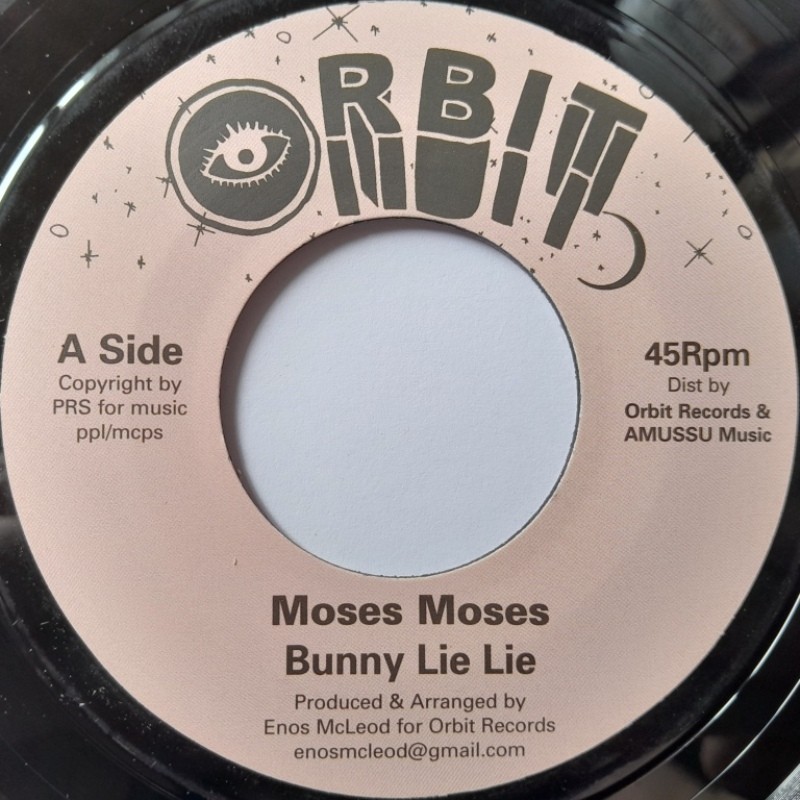 ORBIT
A Side
Copyright by
PRS for music
ppl/mcps
45Rpm
Dist by
Orbit Records &
AMUSSU Music
Moses Moses
Bunny Lie Lie
Produced & Arranged by
Enos McLeod for Orbit Records
enosmcleod@gmail.com